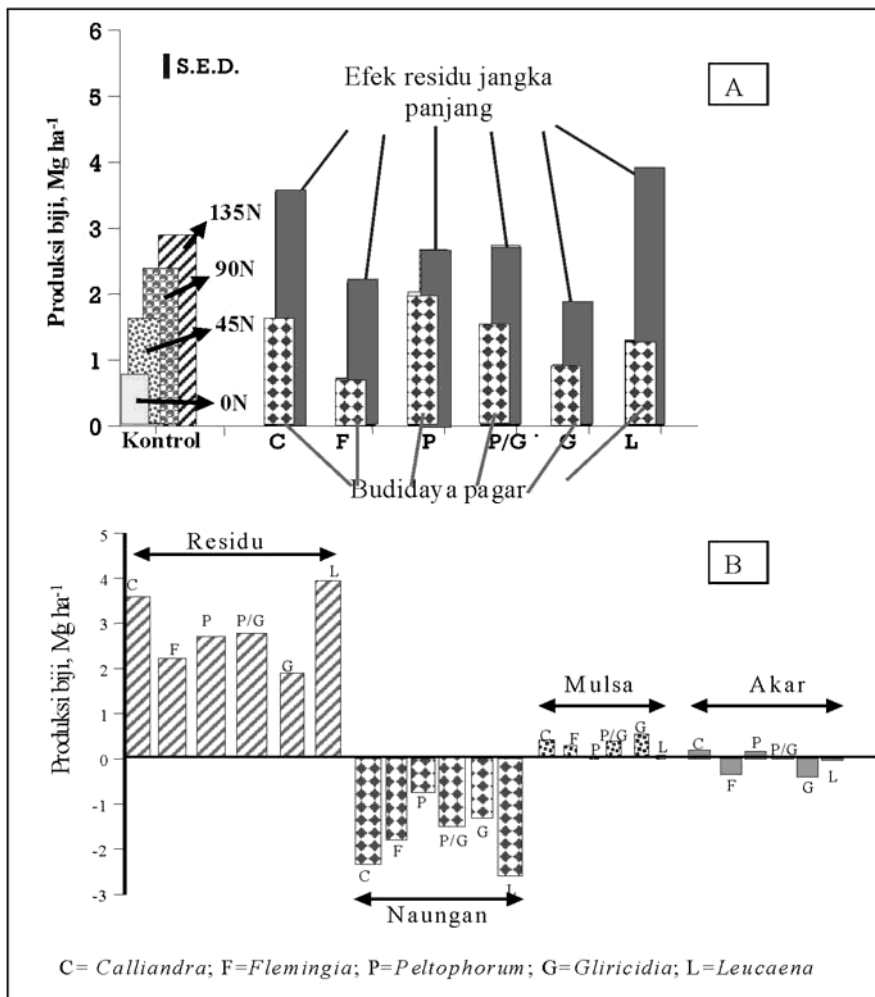 6
5
4
3
2
1
0
Produksi biji, Mg ha-1
S.E.D.
Efek residu jangka
panjang
A
135N
90N
45N
0N
Kontrol C F P P/G G L
Budidaya pagar
B
5
4
3
2
1
0
-1
-2
-3
Produksi biji, Mg ha-1
Residu
C F P P/G G L
Naungan
C F P P/G G L
Mulsa
C F P P/G G L
Akar
C F P P/G G L
C= Calliandra; F=Flemingia; P=Peltophorum; G=Gliricidia; L=Leucaena